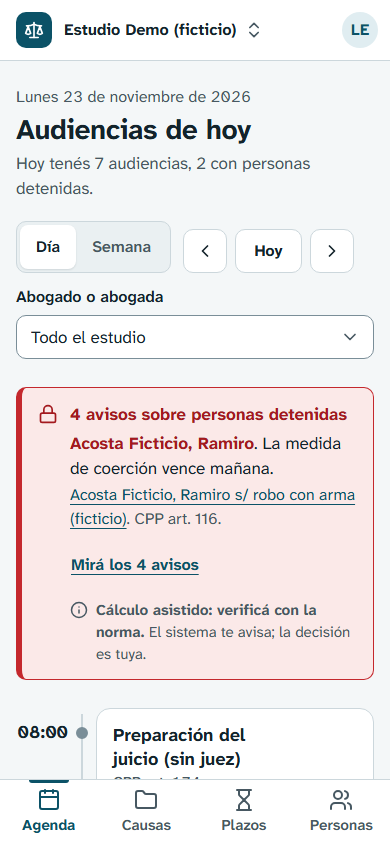 Estudio Demo (ficticio)
LE
Lunes 23 de noviembre de 2026
Audiencias de hoy
Hoy tenés 7 audiencias, 2 con personas
detenidas.
Día
Semana
Hoy
Abogado o abogada
Todo el estudio
4 avisos sobre personas detenidas
Acosta Ficticio, Ramiro. La medida
de coerción vence mañana.
Acosta Ficticio, Ramiro s/ robo con arma
(ficticio). CPP art. 116.
Mirá los 4 avisos
Cálculo asistido: verificá con la
norma. El sistema te avisa; la decisión
es tuya.
08:00
Preparación del
juicio (sin juez)
Agenda
Causas
Plazos
Personas